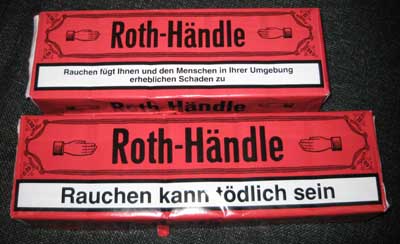 Roth-Händle
Rauchen fügt Ihnen und den Menschen in Ihrer Umgebung
erheblichen Schaden zu
Roth-Händle
Rauchen kann tödlich sein